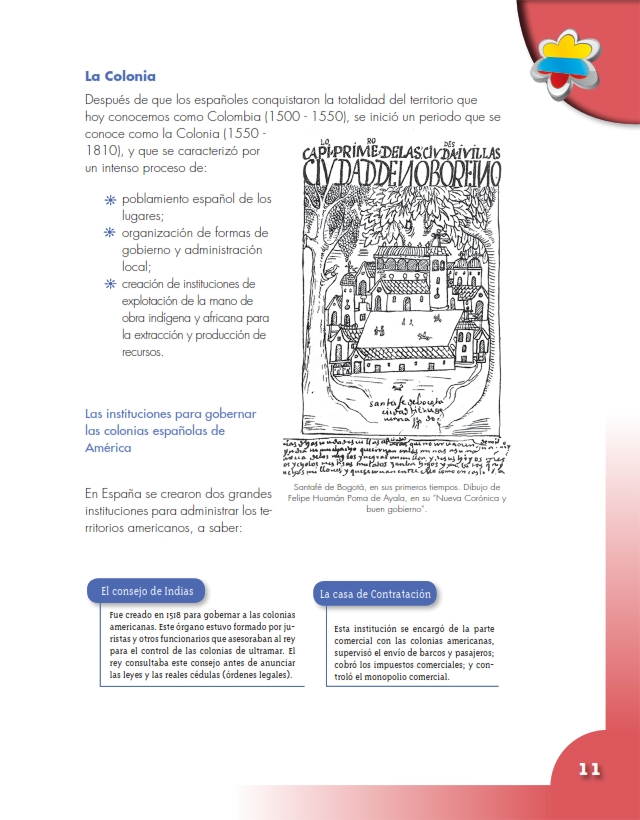 La Colonia
Después de que los españoles conquistaron la totalidad del territorio que
hoy conocemos como Colombia (1500 - 1550), se inició un periodo que se
conoce como la Colonia (1550 -
1810), y que se caracterizó por
un intenso proceso de:
poblamiento español de los
lugares;
organización de formas de
gobierno y administración
local;
creación de instituciones de
explotación de la mano de
obra indígena y africana para
la extracción y producción de
recursos.
LO RO DES
CAPI PRIME DE LAS CIVDA I VILLAS
CIVDAD DE NOBO REINO
santa fe de bogota
Santafé de Bogotá, en sus primeros tiempos. Dibujo de
Felipe Huamán Poma de Ayala, en su "Nueva Corónica y
buen gobierno".
Las instituciones para gobernar
las colonias españolas de
América
En España se crearon dos grandes
instituciones para administrar los te-
rritorios americanos, a saber:
El consejo de Indias
Fue creado en 1518 para gobernar a las colonias
americanas. Este órgano estuvo formado por ju-
ristas y otros funcionarios que asesoraban al rey
para el control de las colonias de ultramar. El
rey consultaba este consejo antes de anunciar
las leyes y las reales cédulas (órdenes legales).
La casa de Contratación
Esta institución se encargó de la parte
comercial con las colonias americanas,
supervisó el envío de barcos y pasajeros;
cobró los impuestos comerciales; y con-
troló el monopolio comercial.
11